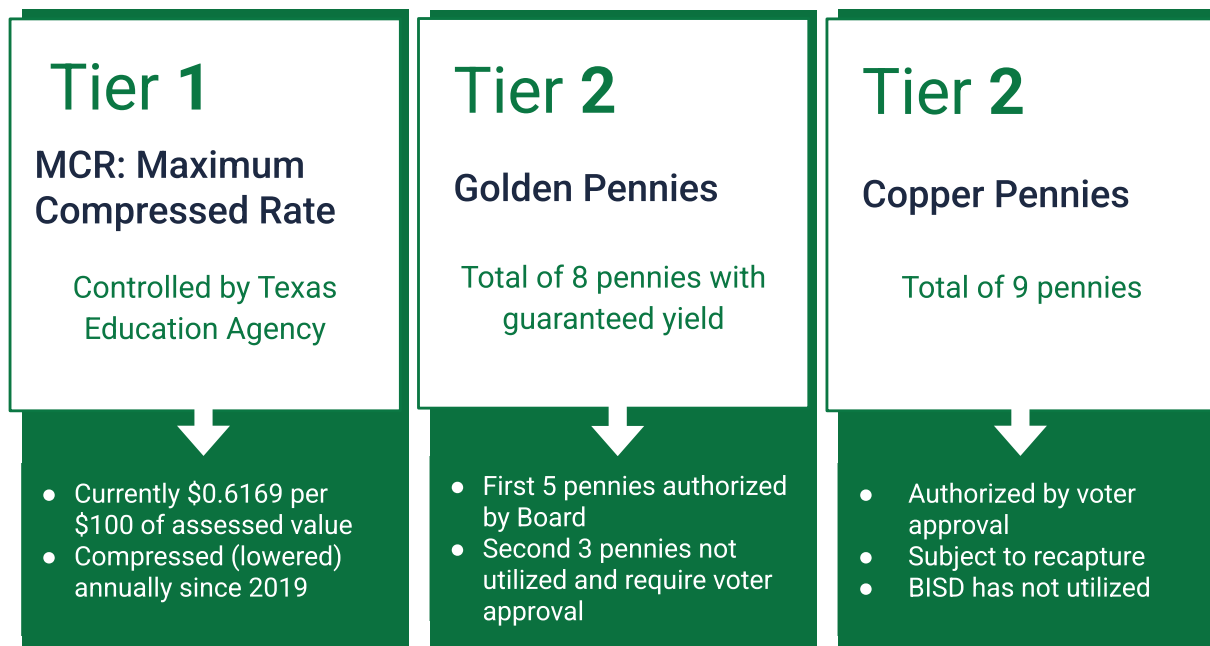 Tier 1
MCR: Maximum
Compressed Rate
Controlled by Texas
Education Agency
● Currently $0.6169 per
$100 of assessed value
● Compressed (lowered)
annually since 2019
Tier 2
Golden Pennies
Total of 8 pennies with
guaranteed yield
● First 5 pennies authorized
by Board
● Second 3 pennies not
utilized and require voter
approval
Tier 2
Copper Pennies
Total of 9 pennies
● Authorized by voter
approval
● Subject to recapture
● BISD has not utilized